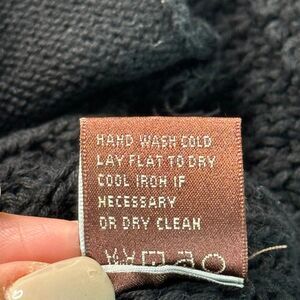 HAND WASH COLD
LAY FLAT TO DRY
COOL IRON IF
NECESSARY
OR DRY CLEAN